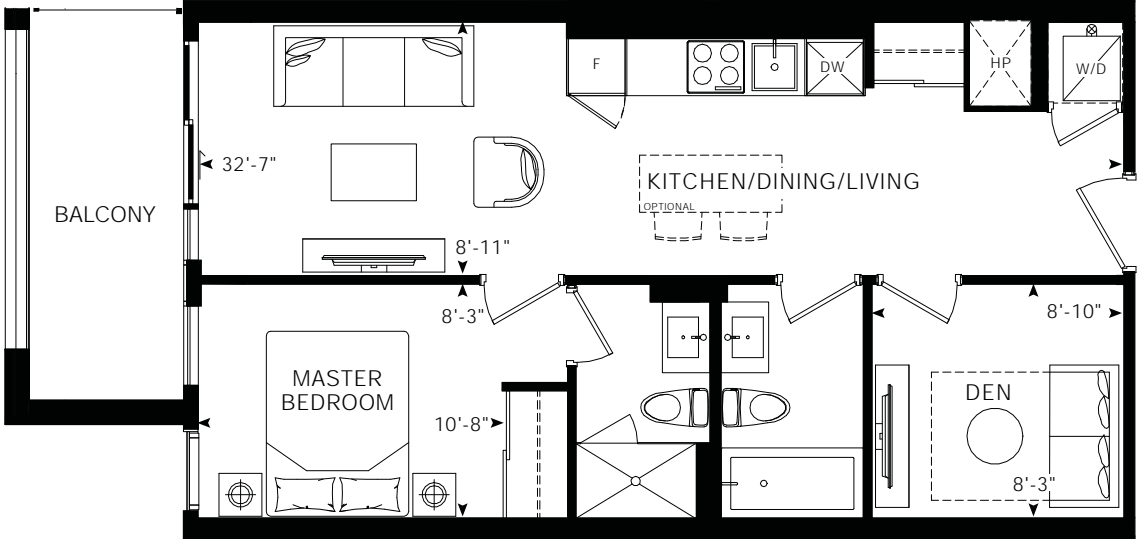 F
DW
HP
W/D
32'-7"
KITCHEN/DINING/LIVING
OPTIONAL
BALCONY
8'-11"
8'-3"
8'-10"
MASTER
BEDROOM
DEN
10'-8"
8'-3"